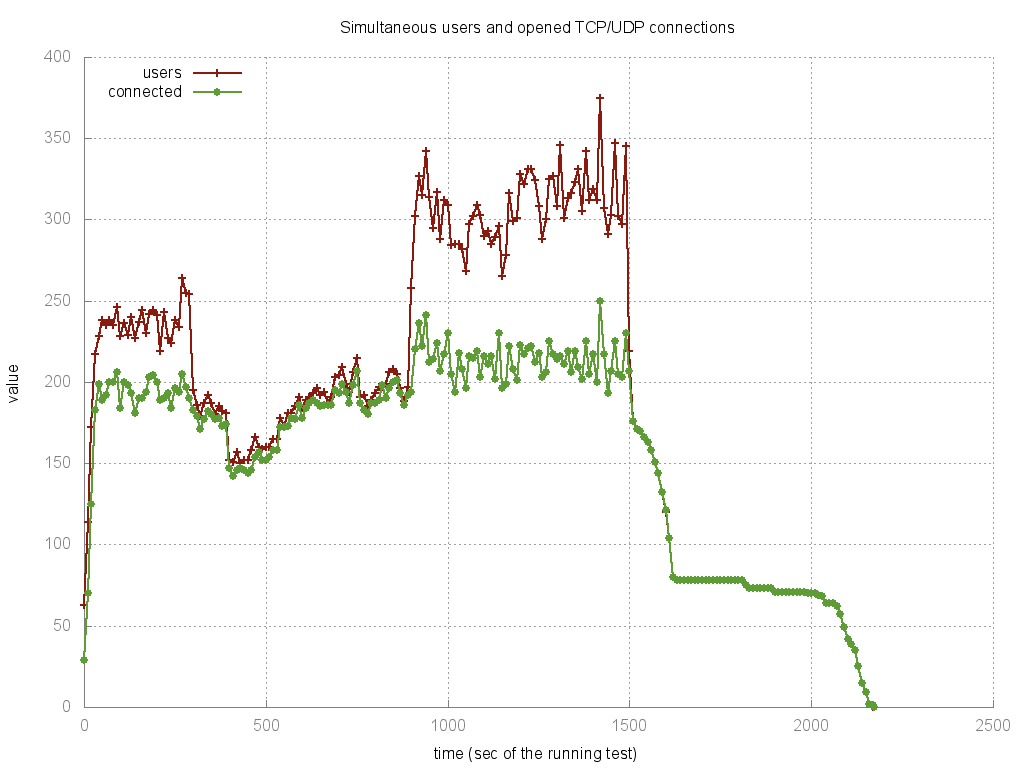 Simultaneous users and opened TCP/UDP connections
400
350
300
250
200
150
100
50
0
users
connected
value
0 500 1000 1500 2000 2500
time (sec of the running test)